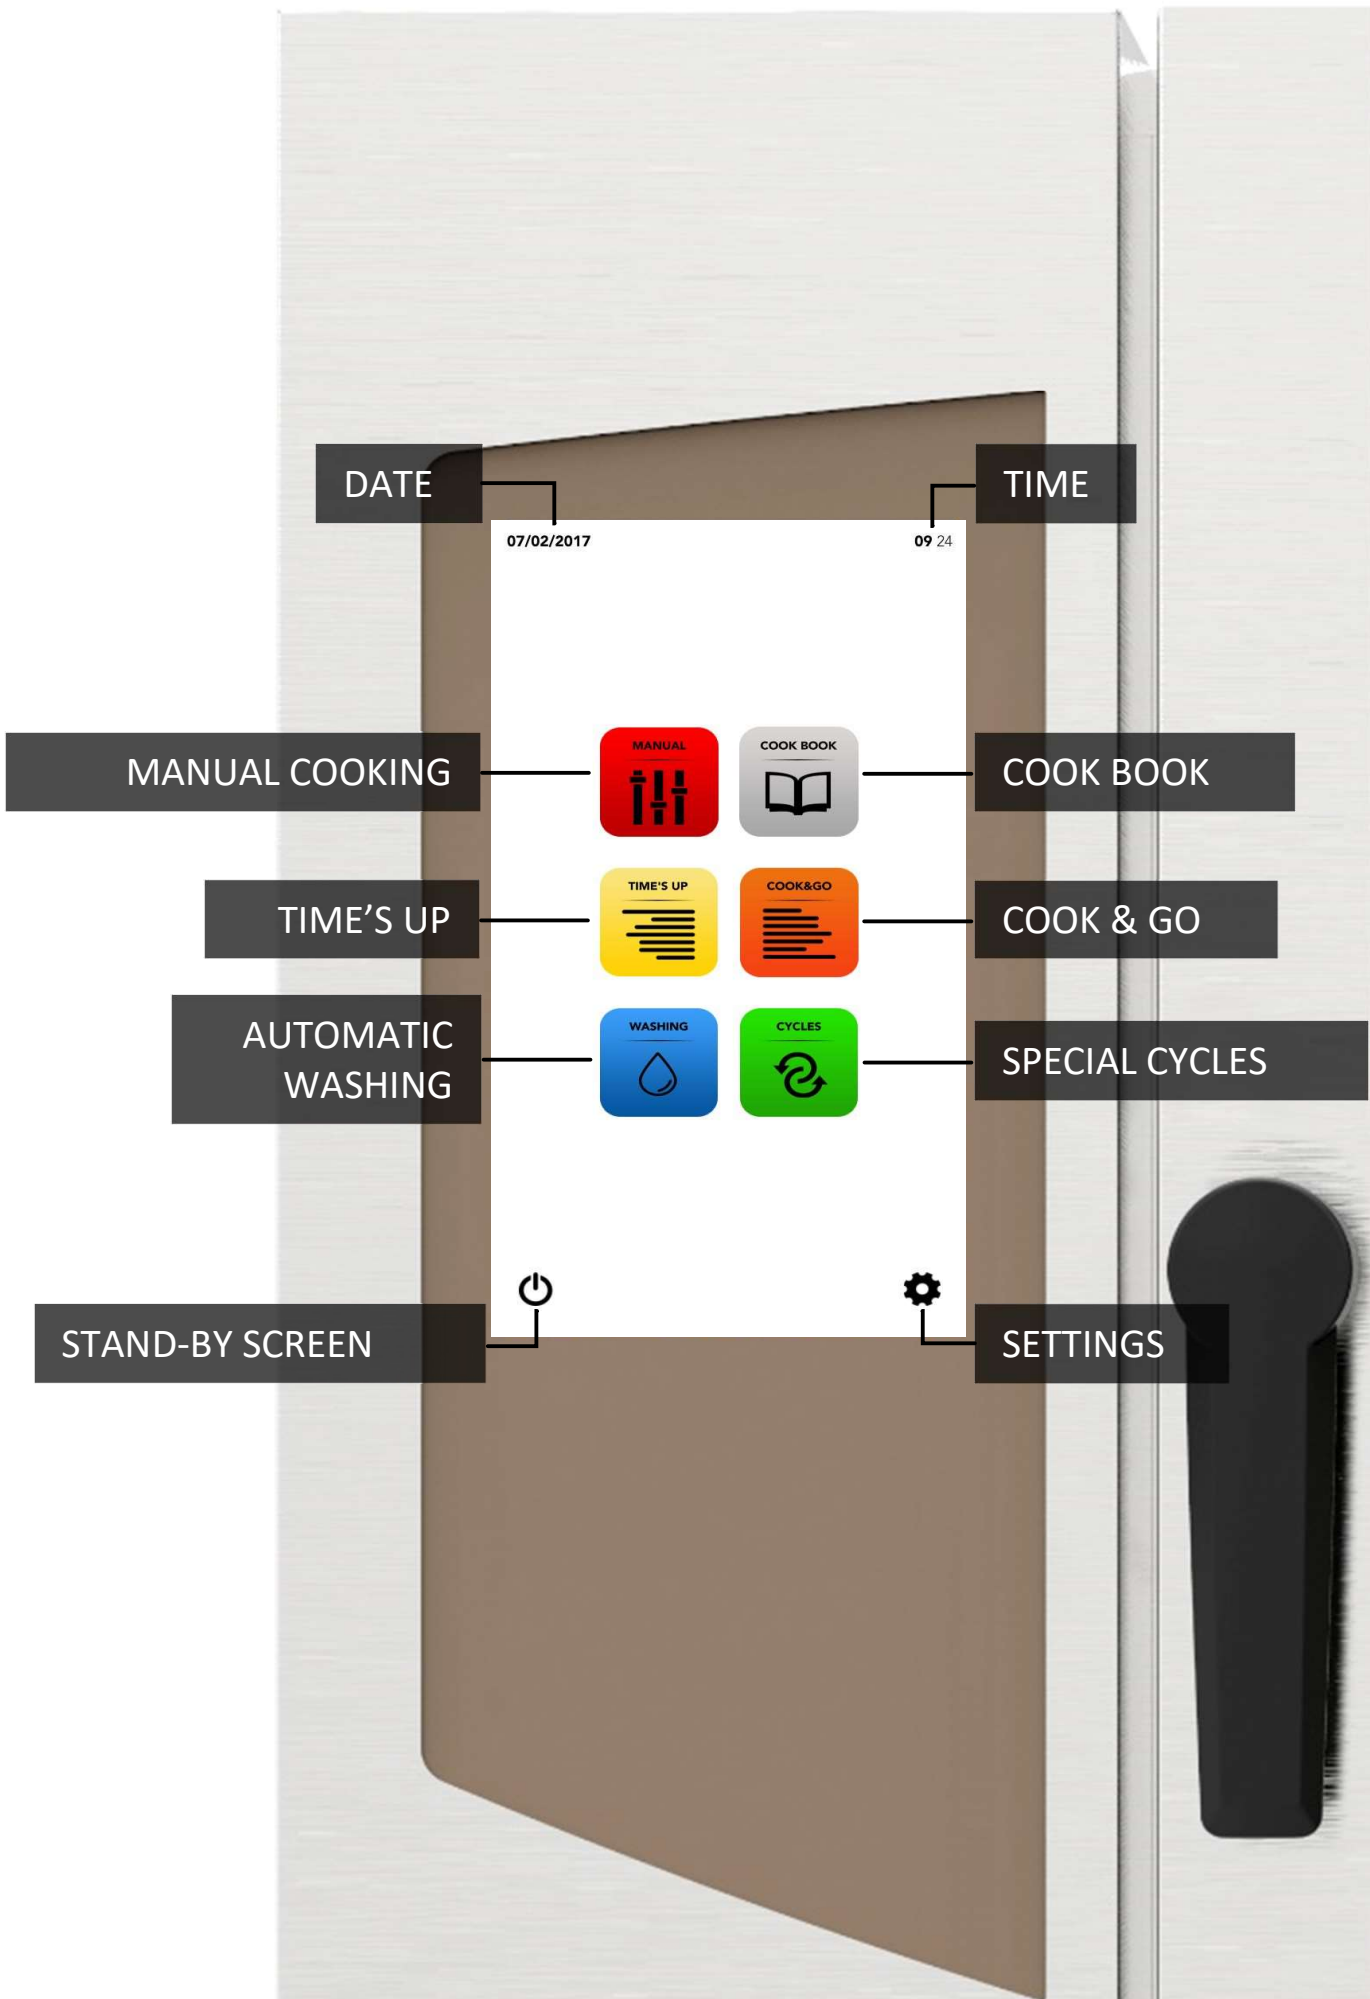 DATE
TIME
07/02/2017
09 24
MANUAL COOKING
MANUAL
COOK BOOK
COOK BOOK
TIME'S UP
TIME’S UP
COOK&GO
COOK & GO
AUTOMATIC
WASHING
WASHING
CYCLES
SPECIAL CYCLES
STAND-BY SCREEN
SETTINGS